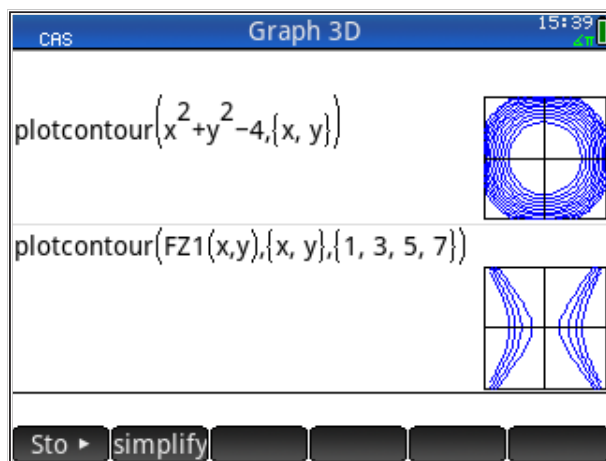 CAS Graph 3D 15:39
∡π
plotcontour(x²+y²−4,{x, y})
plotcontour(FZ1(x,y),{x, y},{1, 3, 5, 7})
Sto ▸ simplify